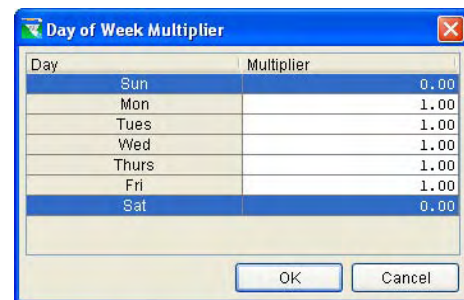 Day of Week Multiplier
Day Multiplier
Sun 0.00
Mon 1.00
Tues 1.00
Wed 1.00
Thurs 1.00
Fri 1.00
Sat 0.00
OK Cancel